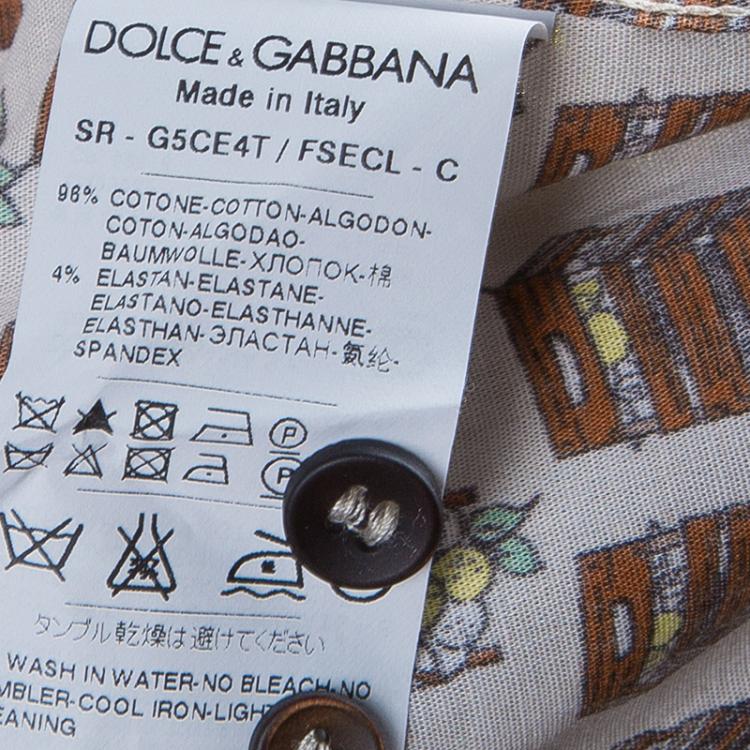 DOLCE & GABBANA
Made in Italy
SR - G5CE4T / FSECL - C
96% COTONE-COTTON-ALGODON-
COTON-ALGODAO-
BAUMWOLLE-ХЛОПОК-棉
4% ELASTAN-ELASTANE-
ELASTANO-ELASTHANNE-
ELASTHAN-ЭЛАСТАН-氨纶-
SPANDEX
P
P
タンブル乾燥は避けてください
WASH IN WATER-NO BLEACH-NO
MBLER-COOL IRON-LIGHT
EANING